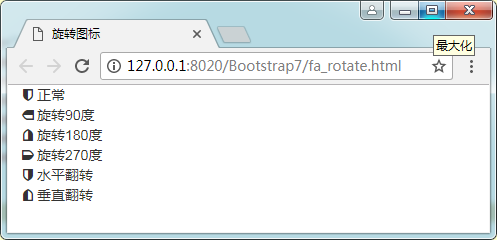 旋转图标
最大化
127.0.0.1:8020/Bootstrap7/fa_rotate.html
正常
旋转90度
旋转180度
旋转270度
水平翻转
垂直翻转